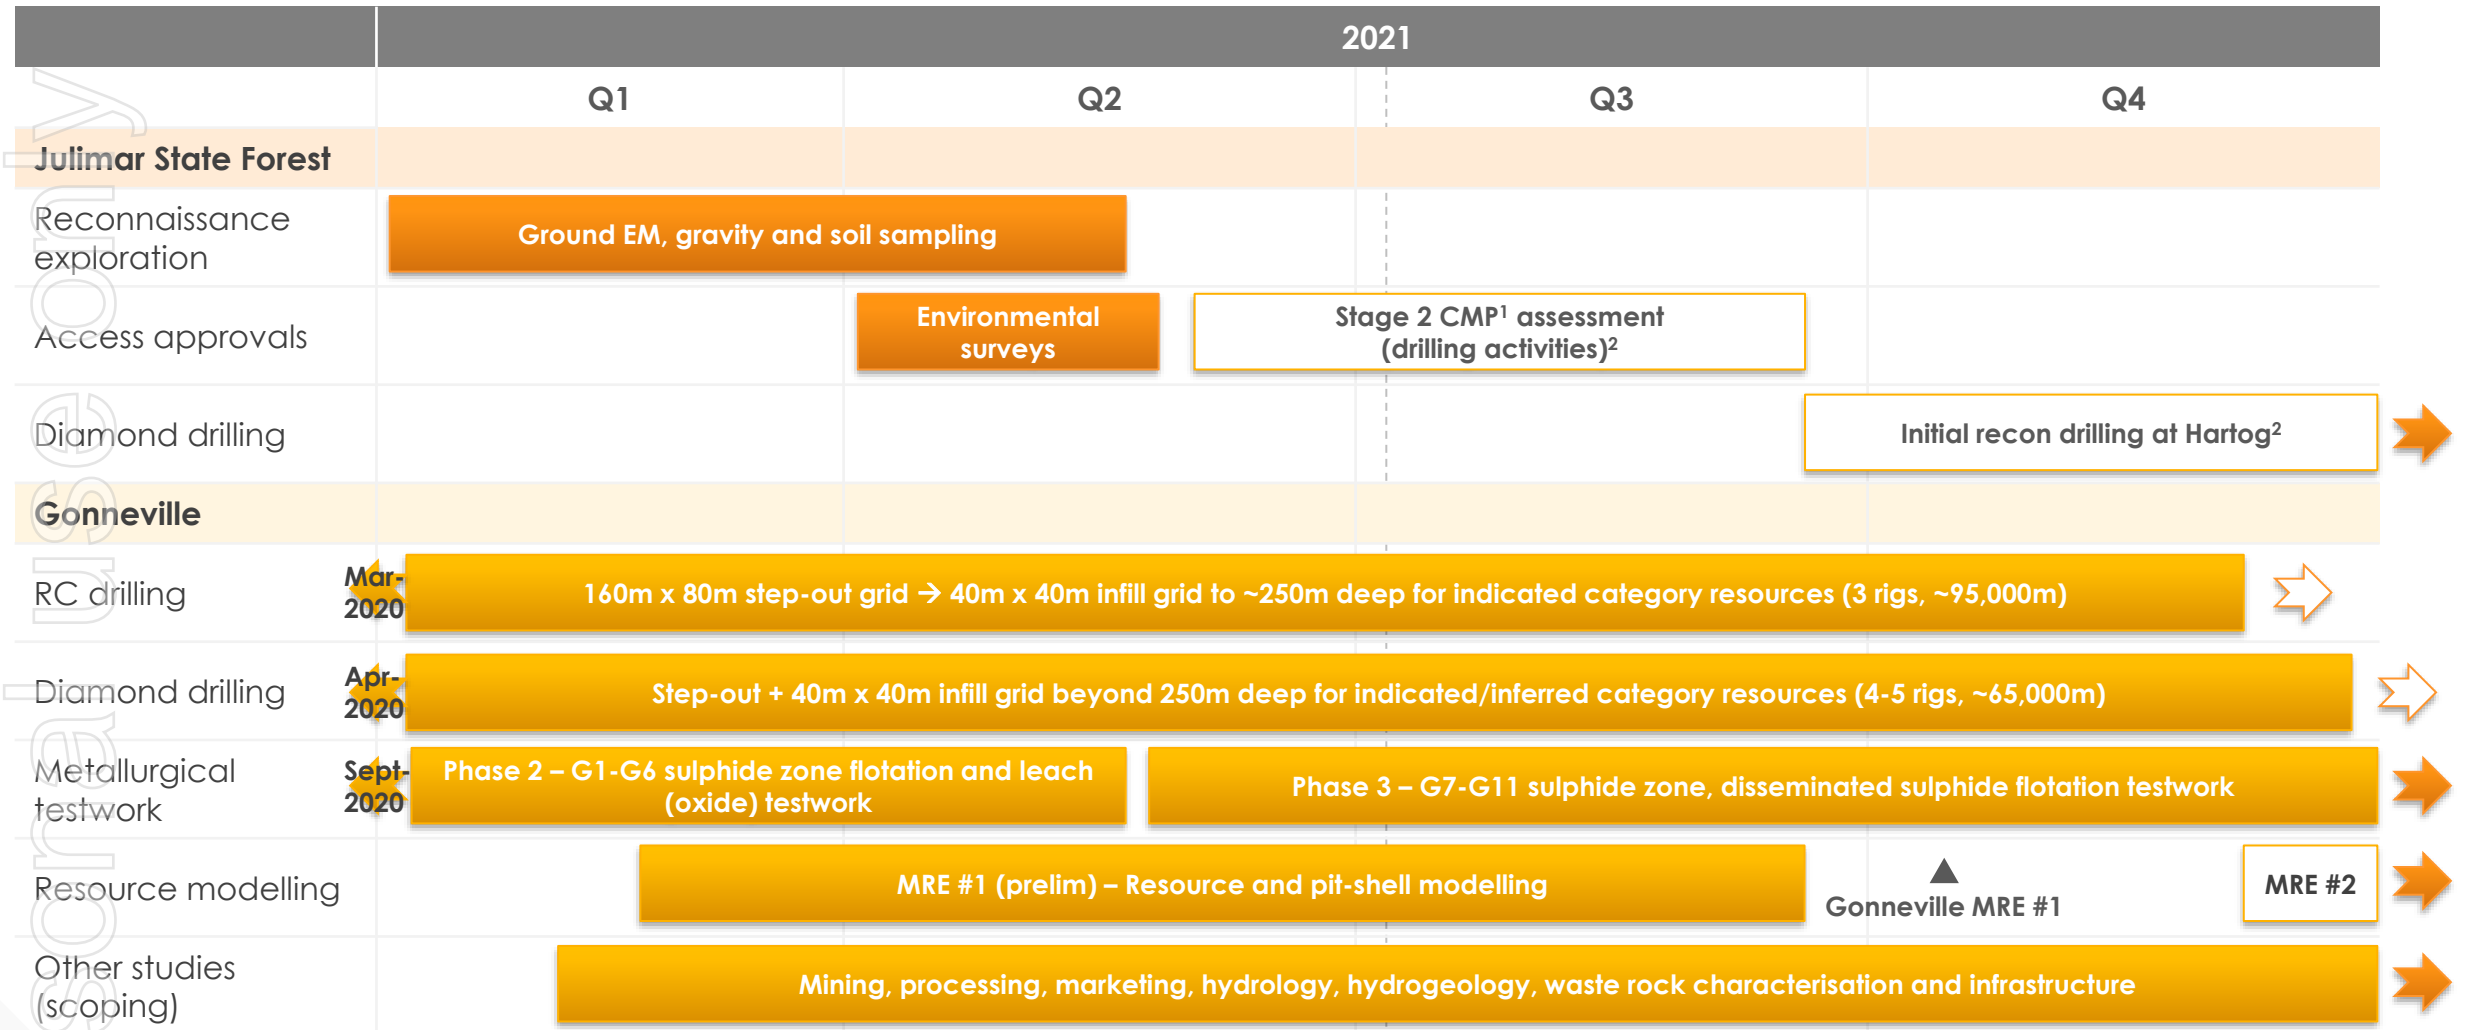 2021
Q1
Q2
Q3
Q4
Julimar State Forest
Reconnaissance
exploration
Ground EM, gravity and soil sampling
Access approvals
Environmental
surveys
Stage 2 CMP¹ assessment
(drilling activities)²
Diamond drilling
Initial recon drilling at Hartog²
Gonneville
RC drilling
Mar-
2020
160m x 80m step-out grid → 40m x 40m infill grid to ~250m deep for indicated category resources (3 rigs, ~95,000m)
Diamond drilling
Apr-
2020
Step-out + 40m x 40m infill grid beyond 250m deep for indicated/inferred category resources (4-5 rigs, ~65,000m)
Metallurgical
testwork
Sept-
2020
Phase 2 – G1-G6 sulphide zone flotation and leach
(oxide) testwork
Phase 3 – G7-G11 sulphide zone, disseminated sulphide flotation testwork
Resource modelling
MRE #1 (prelim) – Resource and pit-shell modelling
Gonneville MRE #1
MRE #2
Other studies
(scoping)
Mining, processing, marketing, hydrology, hydrogeology, waste rock characterisation and infrastructure
sonal use only